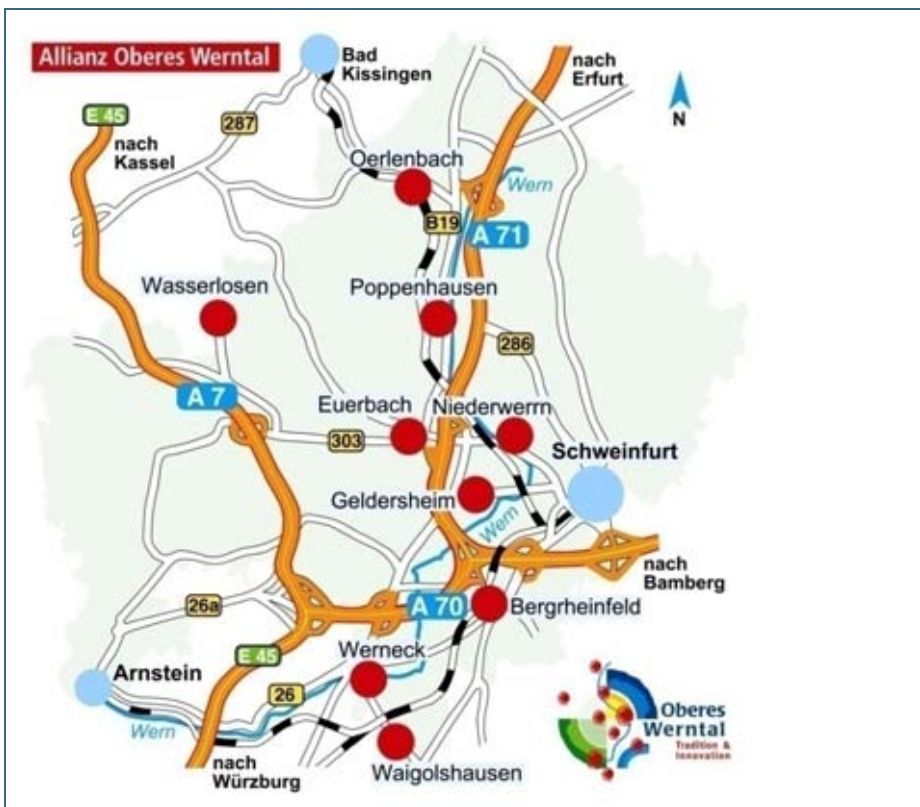 Allianz Oberes Werntal
Bad
Kissingen
nach
Erfurt
N
E 45
nach
Kassel
287
Oerlenbach
Wern
B19
A 71
Wasserlosen
Poppenhausen
286
A 7
Euerbach
Niederwerrn
303
Schweinfurt
Geldersheim
Wern
nach
Bamberg
26a
A 70
Bergrheinfeld
E 45
Werneck
Arnstein
26
Wern
Oberes
Werntal
Tradition &
Innovation
nach
Würzburg
Waigolshausen